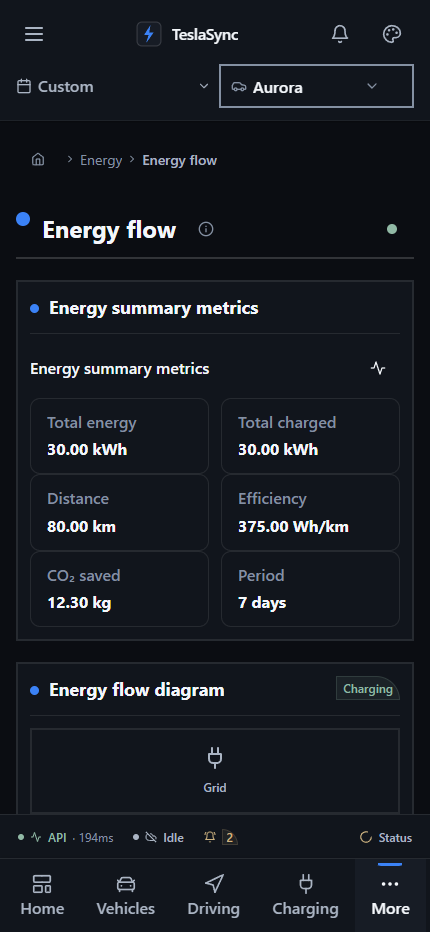 TeslaSync
Custom
Aurora
Energy
Energy flow
Energy flow
Energy summary metrics
Energy summary metrics
Total energy
30.00 kWh
Total charged
30.00 kWh
Distance
80.00 km
Efficiency
375.00 Wh/km
CO₂ saved
12.30 kg
Period
7 days
Energy flow diagram
Charging
Grid
API · 194ms
Idle
2
Status
Home
Vehicles
Driving
Charging
More